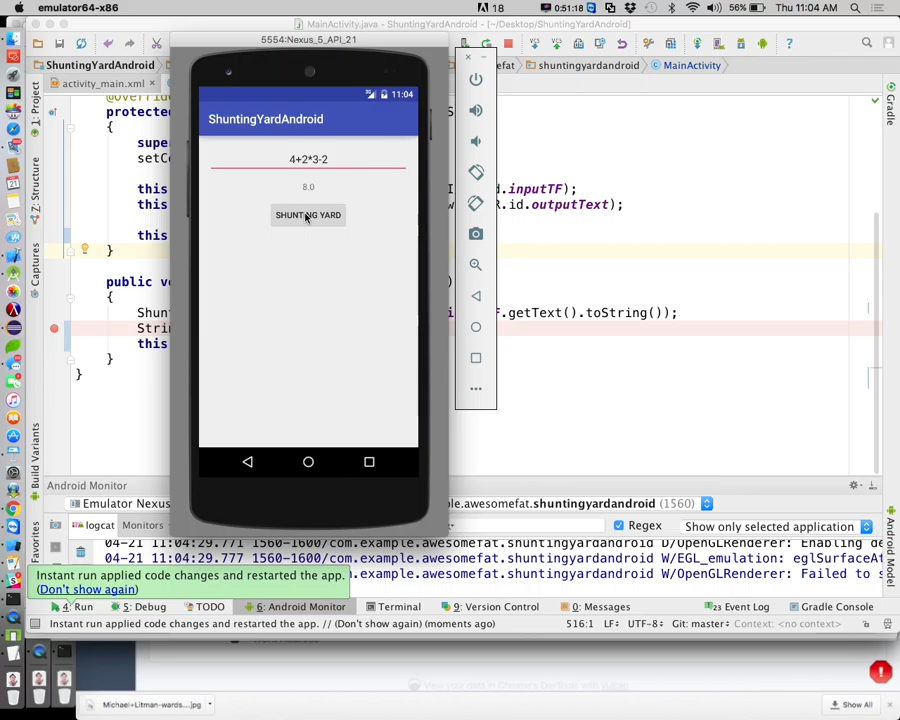 emulator64-x86
18
0:51:18
56%
Thu 11:04 AM
MainActivity.java - ShuntingYardAndroid - [~/Desktop/ShuntingYardAndroid]
5554:Nexus_5_API_21
ShuntingYardAndroid
shuntingyardandroid
MainActivity
activity_main.xml
1: Project
7: Structure
Captures
Build Variants
Favorites
Gradle
Android Model
11:04
ShuntingYardAndroid
4+2*3-2
8.0
SHUNTING YARD
@Override
protected
{
super
this
.inputTF);
this
R.id.outputText);
this
}
public
{
Shun
F.getText().toString());
Strin
this
}
}
Android Monitor
Emulator Nexus
ple.awesomefat.shuntingyardandroid (1560)
logcat
Monitors
Regex
Show only selected application
04-21 11:04:29.771 1560-1600/com.example.awesomefat.shuntingyardandroid D/OpenGLRenderer: Enabling de
04-21 11:04:29.777 1560-1600/com.example.awesomefat.shuntingyardandroid W/EGL_emulation: eglSurfaceAt
com.example.awesomefat.shuntingyardandroid W/OpenGLRenderer: Failed to s
Instant run applied code changes and restarted the app.
(Don't show again)
4: Run
5: Debug
TODO
6: Android Monitor
Terminal
9: Version Control
0: Messages
23 Event Log
Gradle Console
Instant run applied code changes and restarted the app. // (Don't show again) (moments ago)
516:1
LF
UTF-8
Git: master
Context: <no context>
Michael+Litman-wards....jpg
Show All